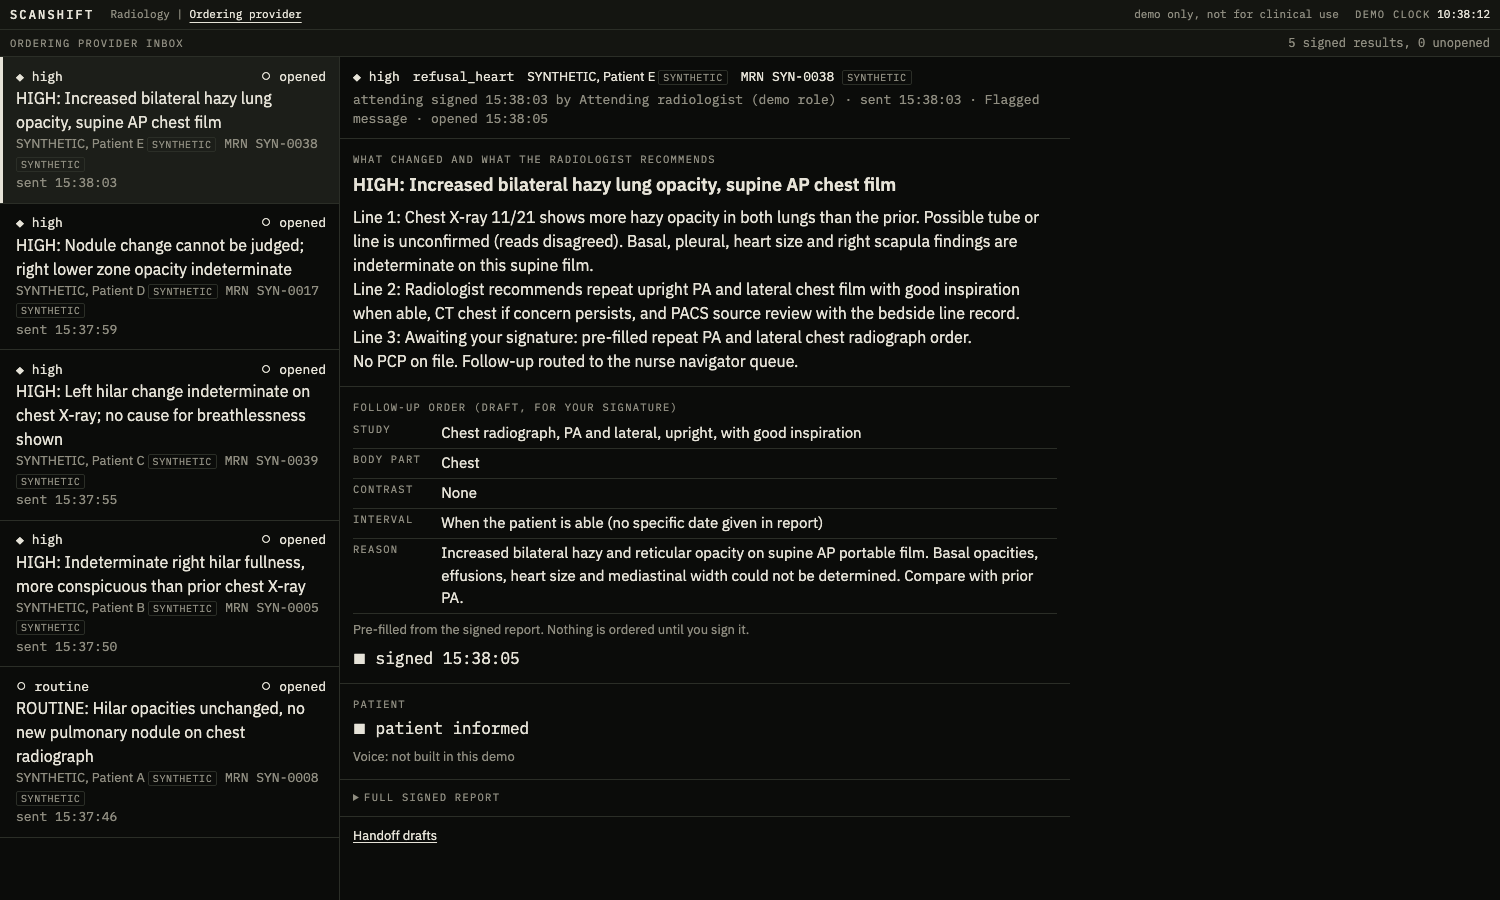 SCANSHIFT Radiology | Ordering provider demo only, not for clinical use DEMO CLOCK 10:38:12
ORDERING PROVIDER INBOX 5 signed results, 0 unopened
◆ high ○ opened
HIGH: Increased bilateral hazy lung
opacity, supine AP chest film
SYNTHETIC, Patient E SYNTHETIC MRN SYN-0038
SYNTHETIC
sent 15:38:03
◆ high ○ opened
HIGH: Nodule change cannot be judged;
right lower zone opacity indeterminate
SYNTHETIC, Patient D SYNTHETIC MRN SYN-0017
SYNTHETIC
sent 15:37:59
◆ high ○ opened
HIGH: Left hilar change indeterminate on
chest X-ray; no cause for breathlessness
shown
SYNTHETIC, Patient C SYNTHETIC MRN SYN-0039
SYNTHETIC
sent 15:37:55
◆ high ○ opened
HIGH: Indeterminate right hilar fullness,
more conspicuous than prior chest X-ray
SYNTHETIC, Patient B SYNTHETIC MRN SYN-0005
SYNTHETIC
sent 15:37:50
○ routine ○ opened
ROUTINE: Hilar opacities unchanged, no
new pulmonary nodule on chest
radiograph
SYNTHETIC, Patient A SYNTHETIC MRN SYN-0008
SYNTHETIC
sent 15:37:46
◆ high refusal_heart SYNTHETIC, Patient E SYNTHETIC MRN SYN-0038 SYNTHETIC
attending signed 15:38:03 by Attending radiologist (demo role) · sent 15:38:03 · Flagged
message · opened 15:38:05
WHAT CHANGED AND WHAT THE RADIOLOGIST RECOMMENDS
HIGH: Increased bilateral hazy lung opacity, supine AP chest film
Line 1: Chest X-ray 11/21 shows more hazy opacity in both lungs than the prior. Possible tube or
line is unconfirmed (reads disagreed). Basal, pleural, heart size and right scapula findings are
indeterminate on this supine film.
Line 2: Radiologist recommends repeat upright PA and lateral chest film with good inspiration
when able, CT chest if concern persists, and PACS source review with the bedside line record.
Line 3: Awaiting your signature: pre-filled repeat PA and lateral chest radiograph order.
No PCP on file. Follow-up routed to the nurse navigator queue.
FOLLOW-UP ORDER (DRAFT, FOR YOUR SIGNATURE)
STUDY Chest radiograph, PA and lateral, upright, with good inspiration
BODY PART Chest
CONTRAST None
INTERVAL When the patient is able (no specific date given in report)
REASON Increased bilateral hazy and reticular opacity on supine AP portable film. Basal opacities,
effusions, heart size and mediastinal width could not be determined. Compare with prior
PA.
Pre-filled from the signed report. Nothing is ordered until you sign it.
■ signed 15:38:05
PATIENT
■ patient informed
Voice: not built in this demo
▶ FULL SIGNED REPORT
Handoff drafts